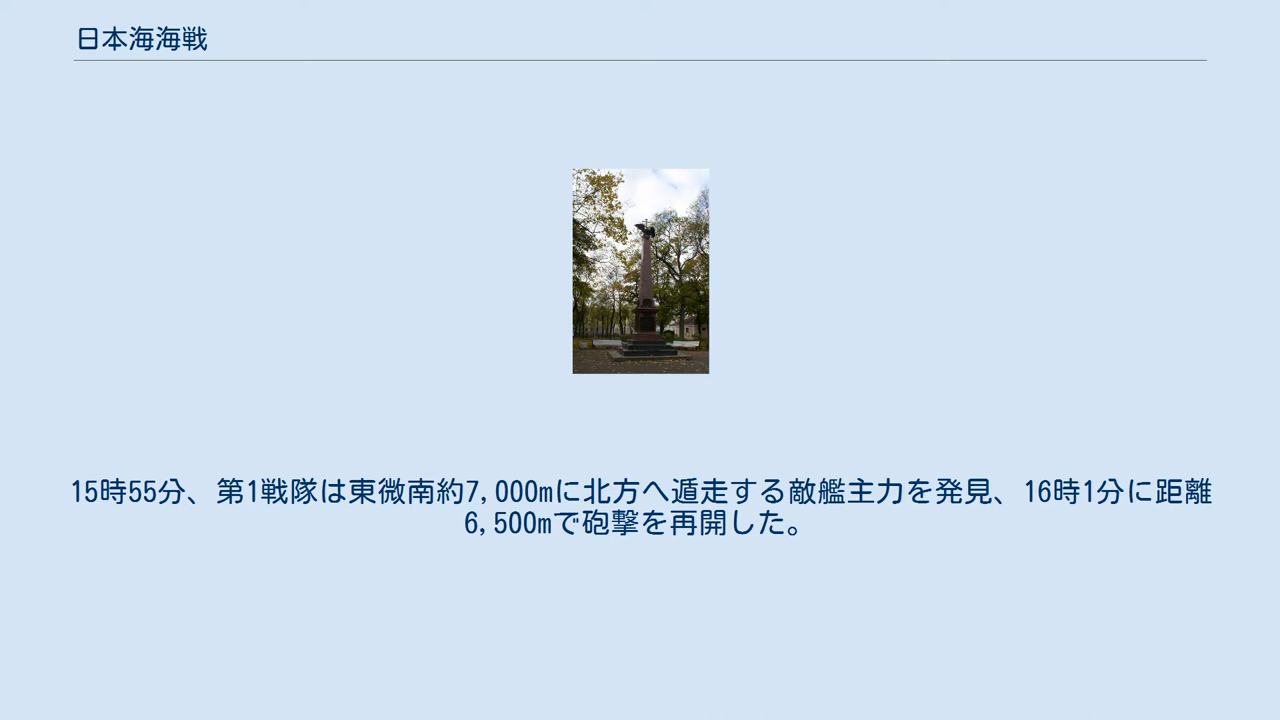 日本海海戦
15時55分、第1戦隊は東微南約7,000mに北方へ遁走する敵艦主力を発見、16時1分に距離
6,500mで砲撃を再開した。